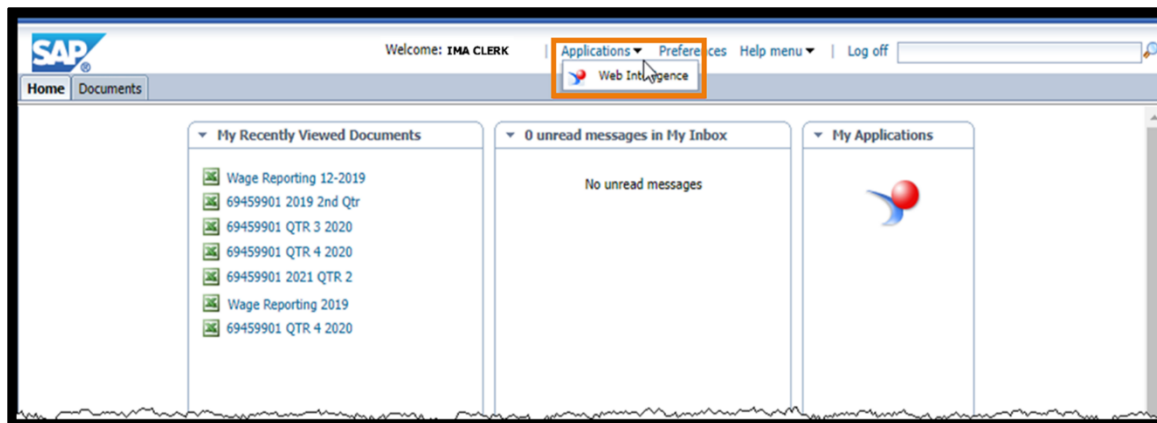 SAP®
Welcome: IMA CLERK | Applications Preferences Help menu | Log off
Web Intelligence
Home Documents
My Recently Viewed Documents
Wage Reporting 12-2019
69459901 2019 2nd Qtr
69459901 QTR 3 2020
69459901 QTR 4 2020
69459901 2021 QTR 2
Wage Reporting 2019
69459901 QTR 4 2020
0 unread messages in My Inbox
No unread messages
My Applications